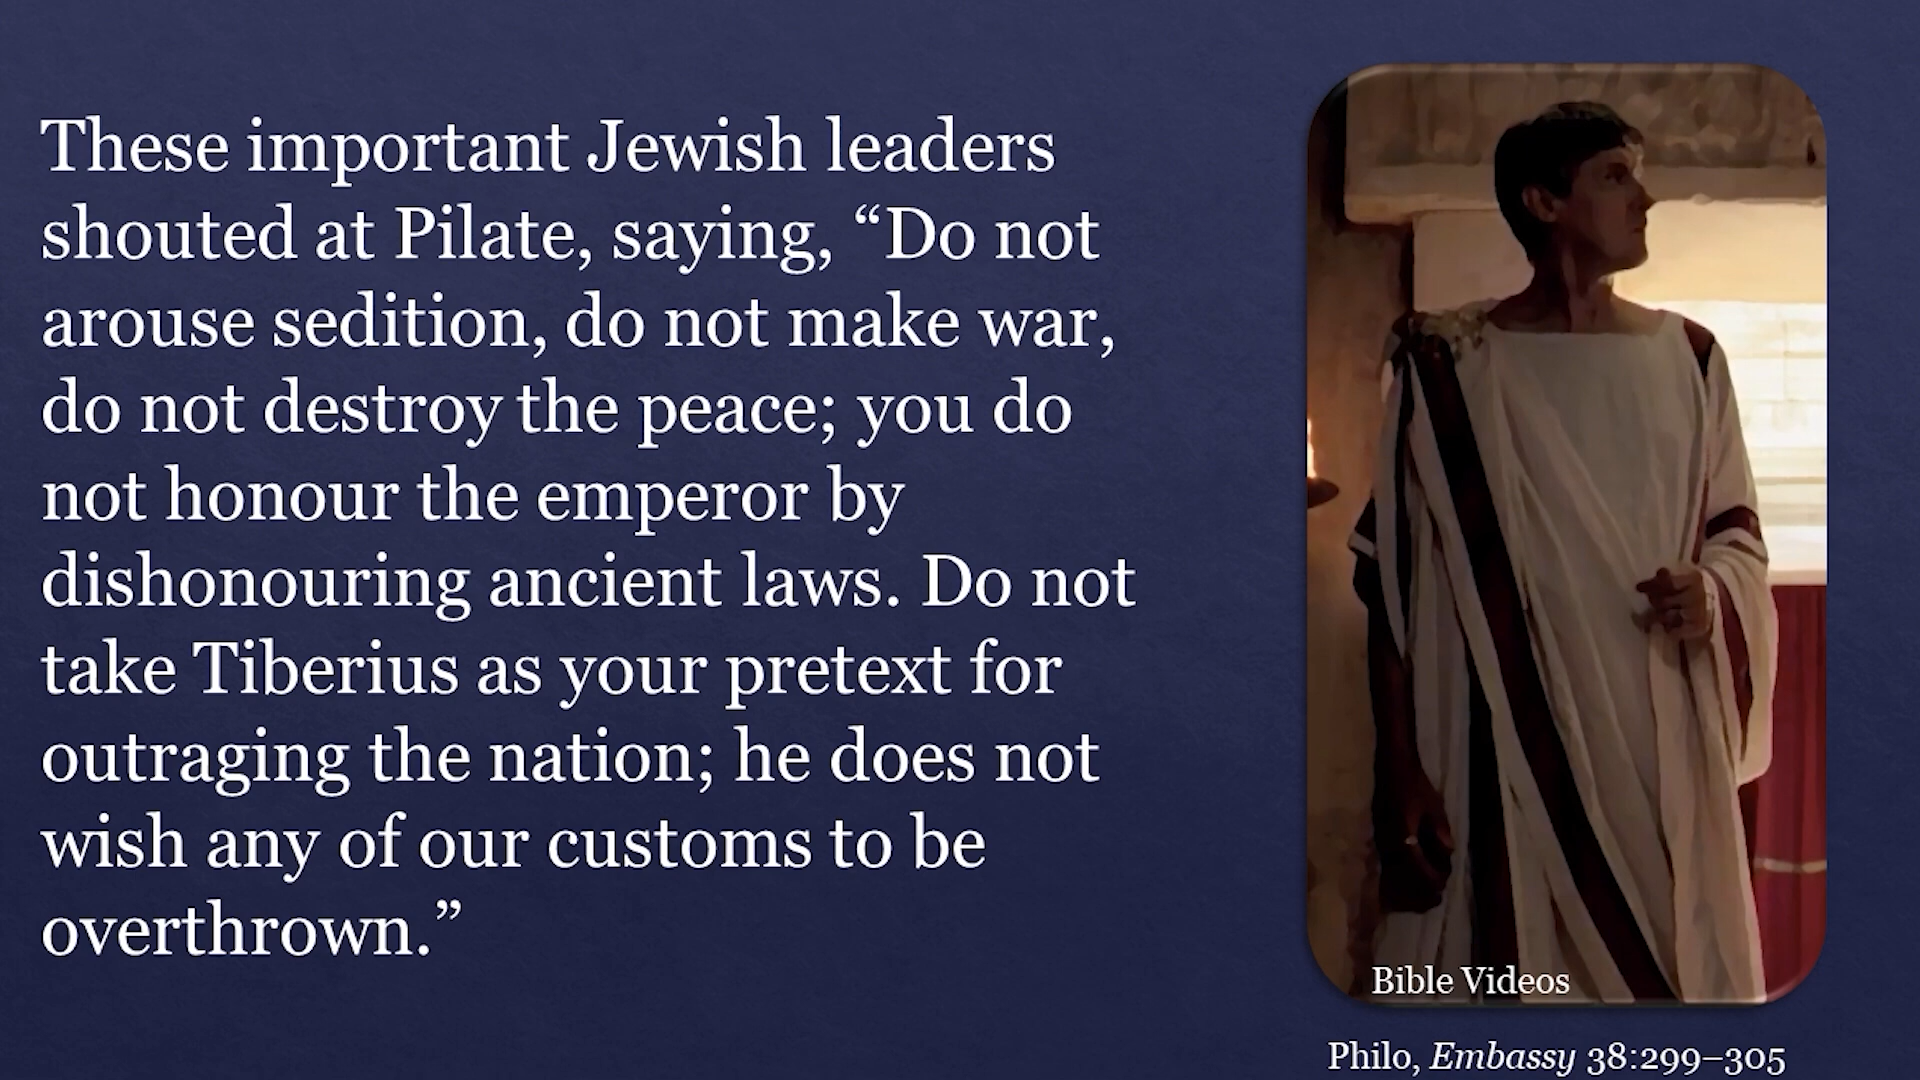 These important Jewish leaders
shouted at Pilate, saying, “Do not
arouse sedition, do not make war,
do not destroy the peace; you do
not honour the emperor by
dishonouring ancient laws. Do not
take Tiberius as your pretext for
outraging the nation; he does not
wish any of our customs to be
overthrown.”
Bible Videos
Philo, Embassy 38:299–305